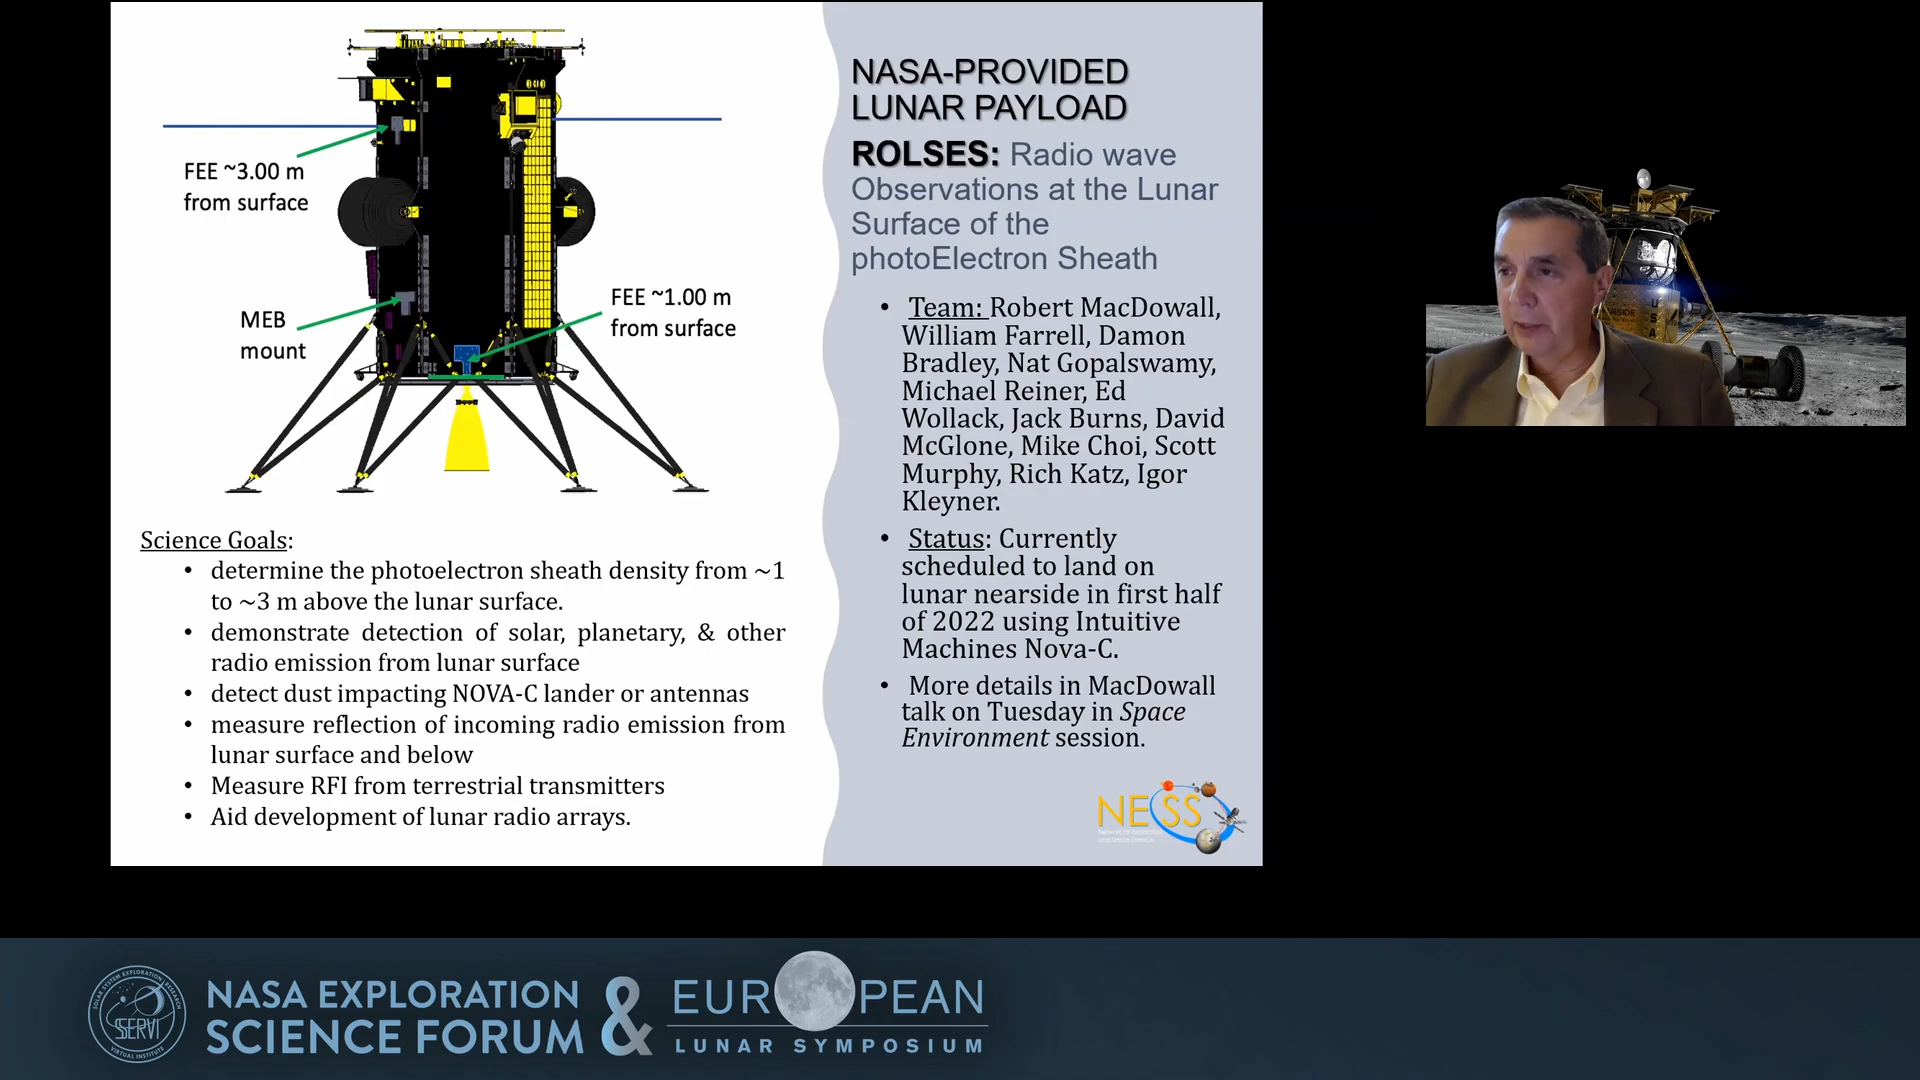 FEE ~3.00 m
from surface
MEB
mount
FEE ~1.00 m
from surface
Science Goals:
• determine the photoelectron sheath density from ~1
to ~3 m above the lunar surface.
• demonstrate detection of solar, planetary, & other
radio emission from lunar surface
• detect dust impacting NOVA-C lander or antennas
• measure reflection of incoming radio emission from
lunar surface and below
• Measure RFI from terrestrial transmitters
• Aid development of lunar radio arrays.
NASA-PROVIDED
LUNAR PAYLOAD
ROLSES: Radio wave
Observations at the Lunar
Surface of the
photoElectron Sheath
• Team: Robert MacDowall,
William Farrell, Damon
Bradley, Nat Gopalswamy,
Michael Reiner, Ed
Wollack, Jack Burns, David
McGlone, Mike Choi, Scott
Murphy, Rich Katz, Igor
Kleyner.
• Status: Currently
scheduled to land on
lunar nearside in first half
of 2022 using Intuitive
Machines Nova-C.
• More details in MacDowall
talk on Tuesday in Space
Environment session.
NESS
SOLAR SYSTEM EXPLORATION RESEARCH
SSERVI
VIRTUAL INSTITUTE
NASA EXPLORATION
SCIENCE FORUM
&
EUROPEAN
LUNAR SYMPOSIUM